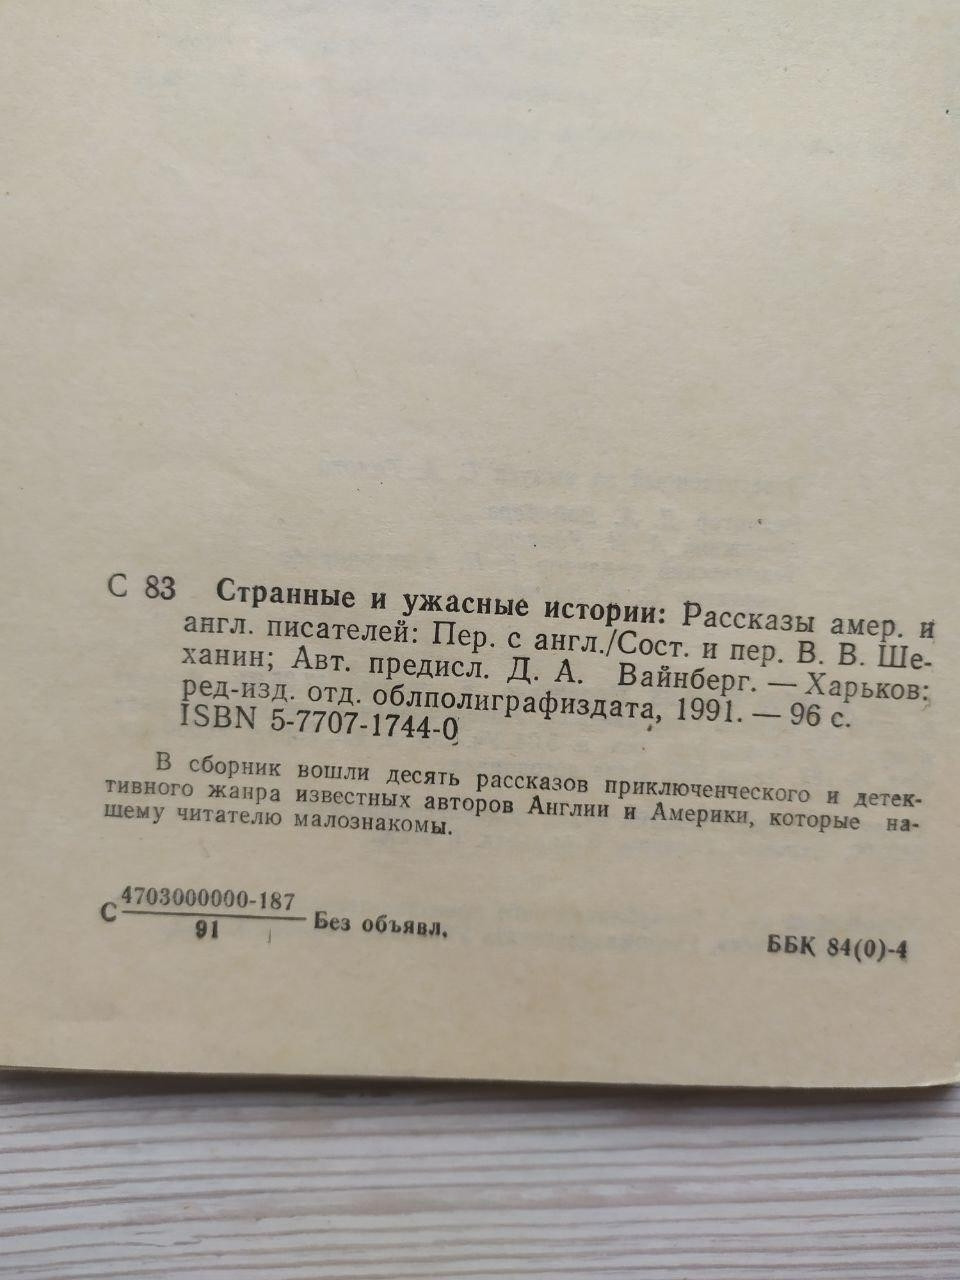 С 83 Странные и ужасные истории: Рассказы амер. и
англ. писателей: Пер. с англ./Сост. и пер. В. В. Ше-
ханин; Авт. предисл. Д. А. Вайнберг. — Харьков:
ред-изд. отд. облполиграфиздата, 1991. — 96 с.
ISBN 5-7707-1744-0
В сборник вошли десять рассказов приключенческого и детек-
тивного жанра известных авторов Англии и Америки, которые на-
шему читателю малознакомы.
С 4703000000-187
91
Без объявл.
ББК 84(0)-4